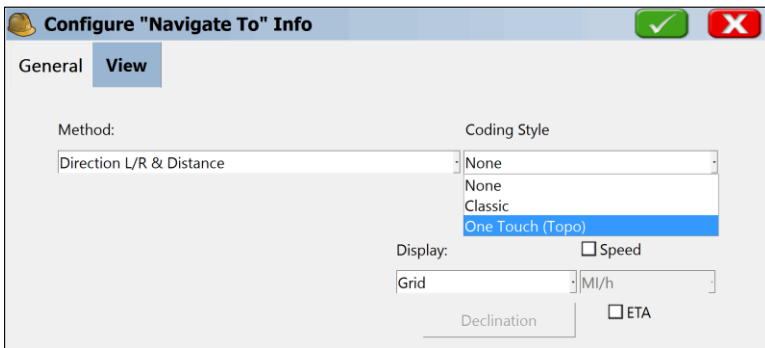 Configure "Navigate To" Info
General View
Method: Coding Style
Direction L/R & Distance None
None
Classic
One Touch (Topo)
Display: Speed
Grid MI/h
Declination ETA